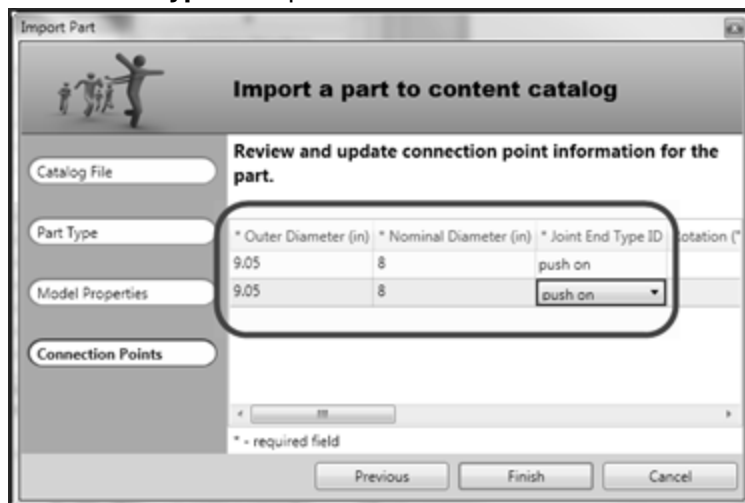 Import Part
Import a part to content catalog
Catalog File
Part Type
Model Properties
Connection Points
Review and update connection point information for the
part.
* Outer Diameter (in) * Nominal Diameter (in) * Joint End Type ID otation (°
9.05 8 push on
9.05 8 push on
* - required field
Previous Finish Cancel